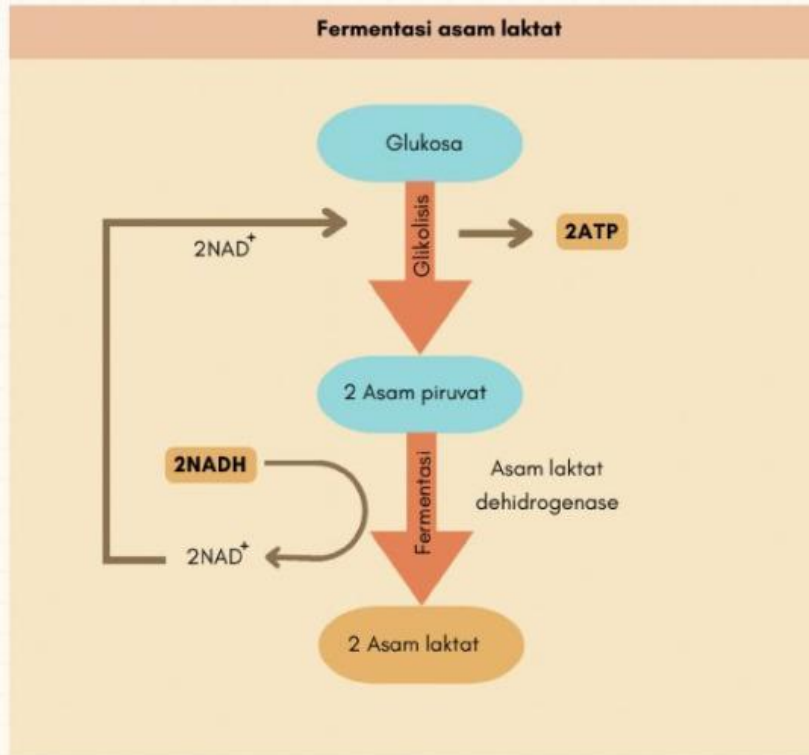 Fermentasi asam laktat
Glukosa
Glikolisis
2NAD⁺
2ATP
2 Asam piruvat
2NADH
Fermentasi
Asam laktat
dehidrogenase
2NAD⁺
2 Asam laktat